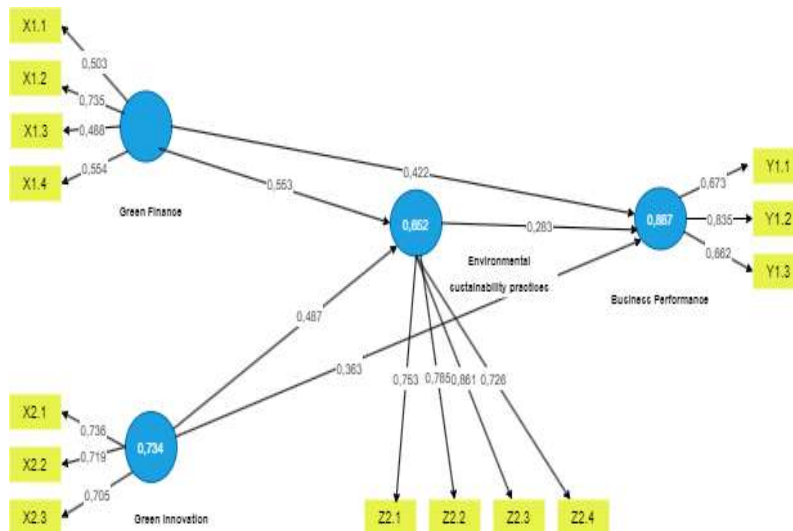 X1.1
X1.2
X1.3
X1.4
0,503
0,735
0,488
0,554
Green Finance
0,422
0,553
0,652
0,283
Environmental
sustainability practices
0,867
Business Performance
0,673
0,835
0,662
Y1.1
Y1.2
Y1.3
0,487
0,363
X2.1
X2.2
X2.3
0,736
0,719
0,705
0,734
Green Innovation
0,753
0,765
0,861
0,726
Z2.1
Z2.2
Z2.3
Z2.4